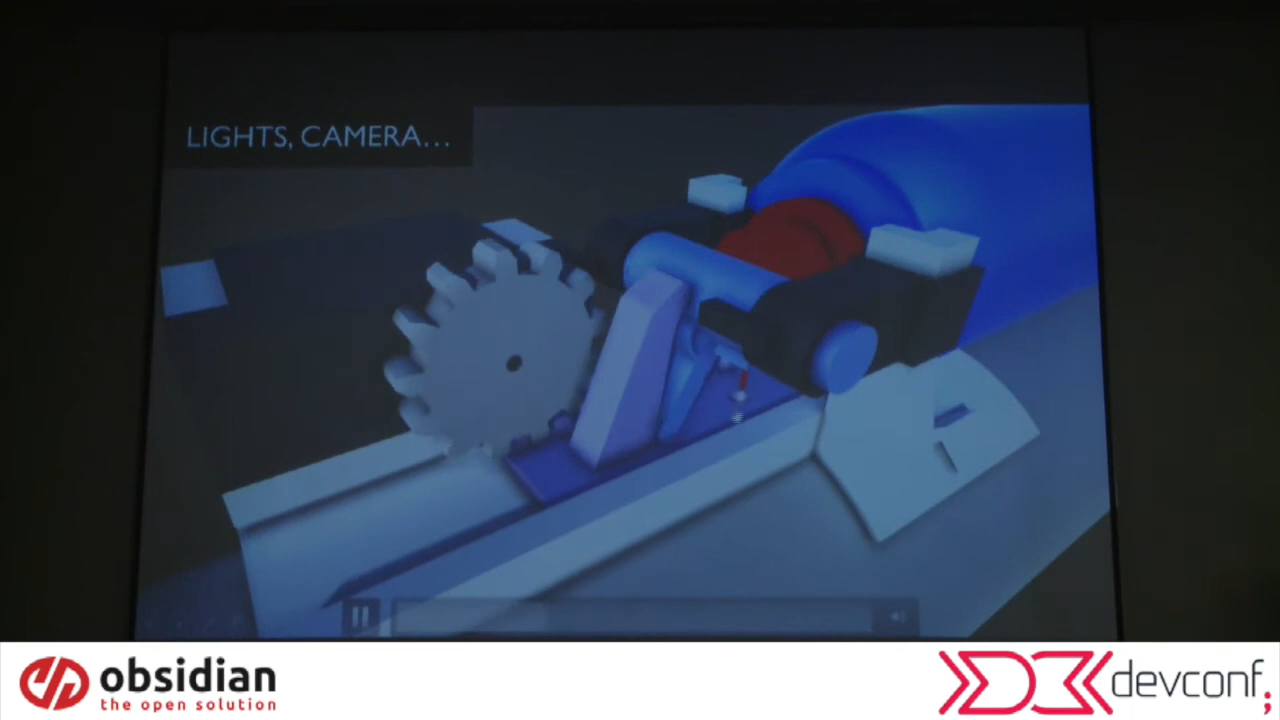 LIGHTS, CAMERA...
obsidian
the open solution
devconf;